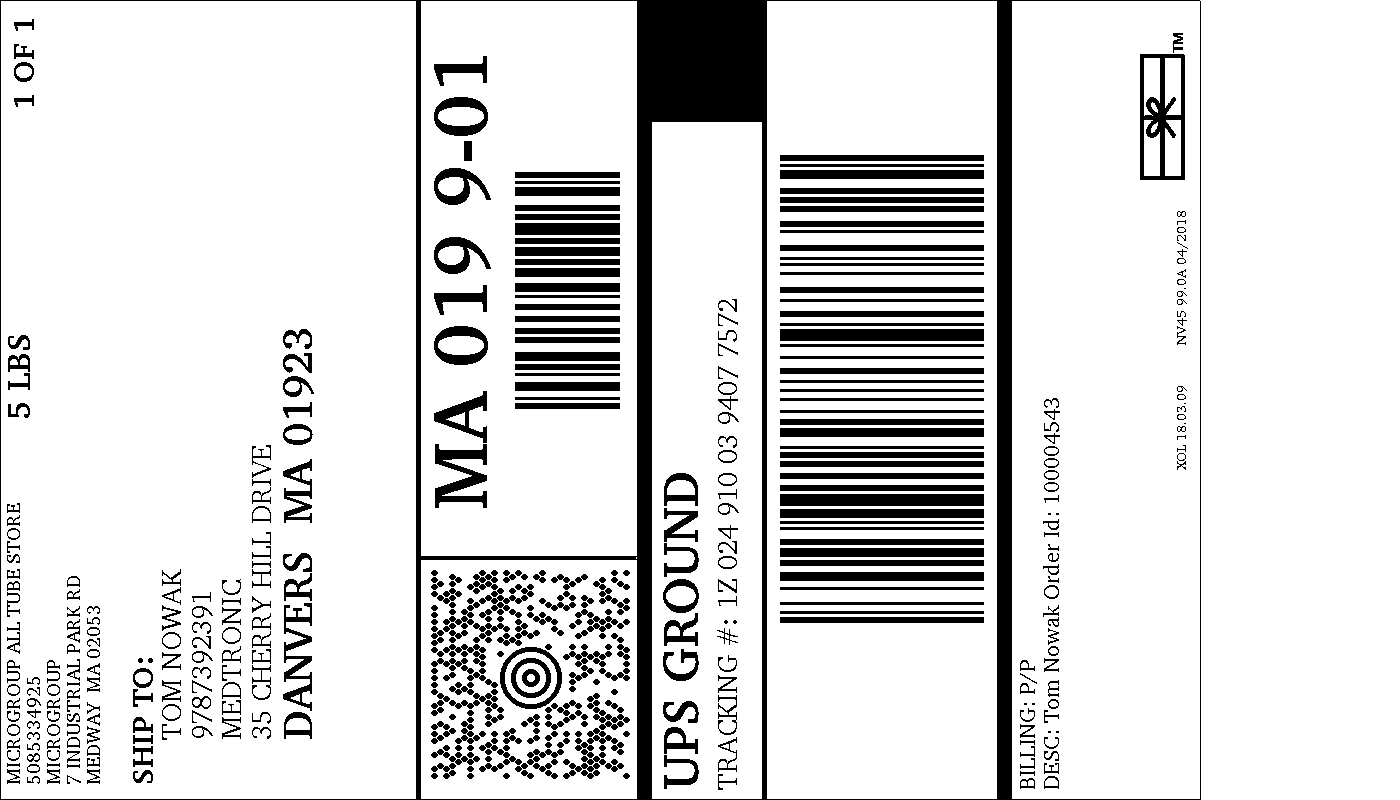 MICROGROUP ALL TUBE STORE
5085334925
MICROGROUP
7 INDUSTRIAL PARK RD
MEDWAY MA 02053
5 LBS
1 OF 1
SHIP TO:
TOM NOWAK
9787392391
MEDTRONIC
35 CHERRY HILL DRIVE
DANVERS MA 01923
MA 019 9-01
UPS GROUND
TRACKING #: 1Z 024 910 03 9407 7572
BILLING: P/P
DESC: Tom Nowak Order Id: 100004543
XOL 18.03.09 NV45 99.0A 04/2018
TM